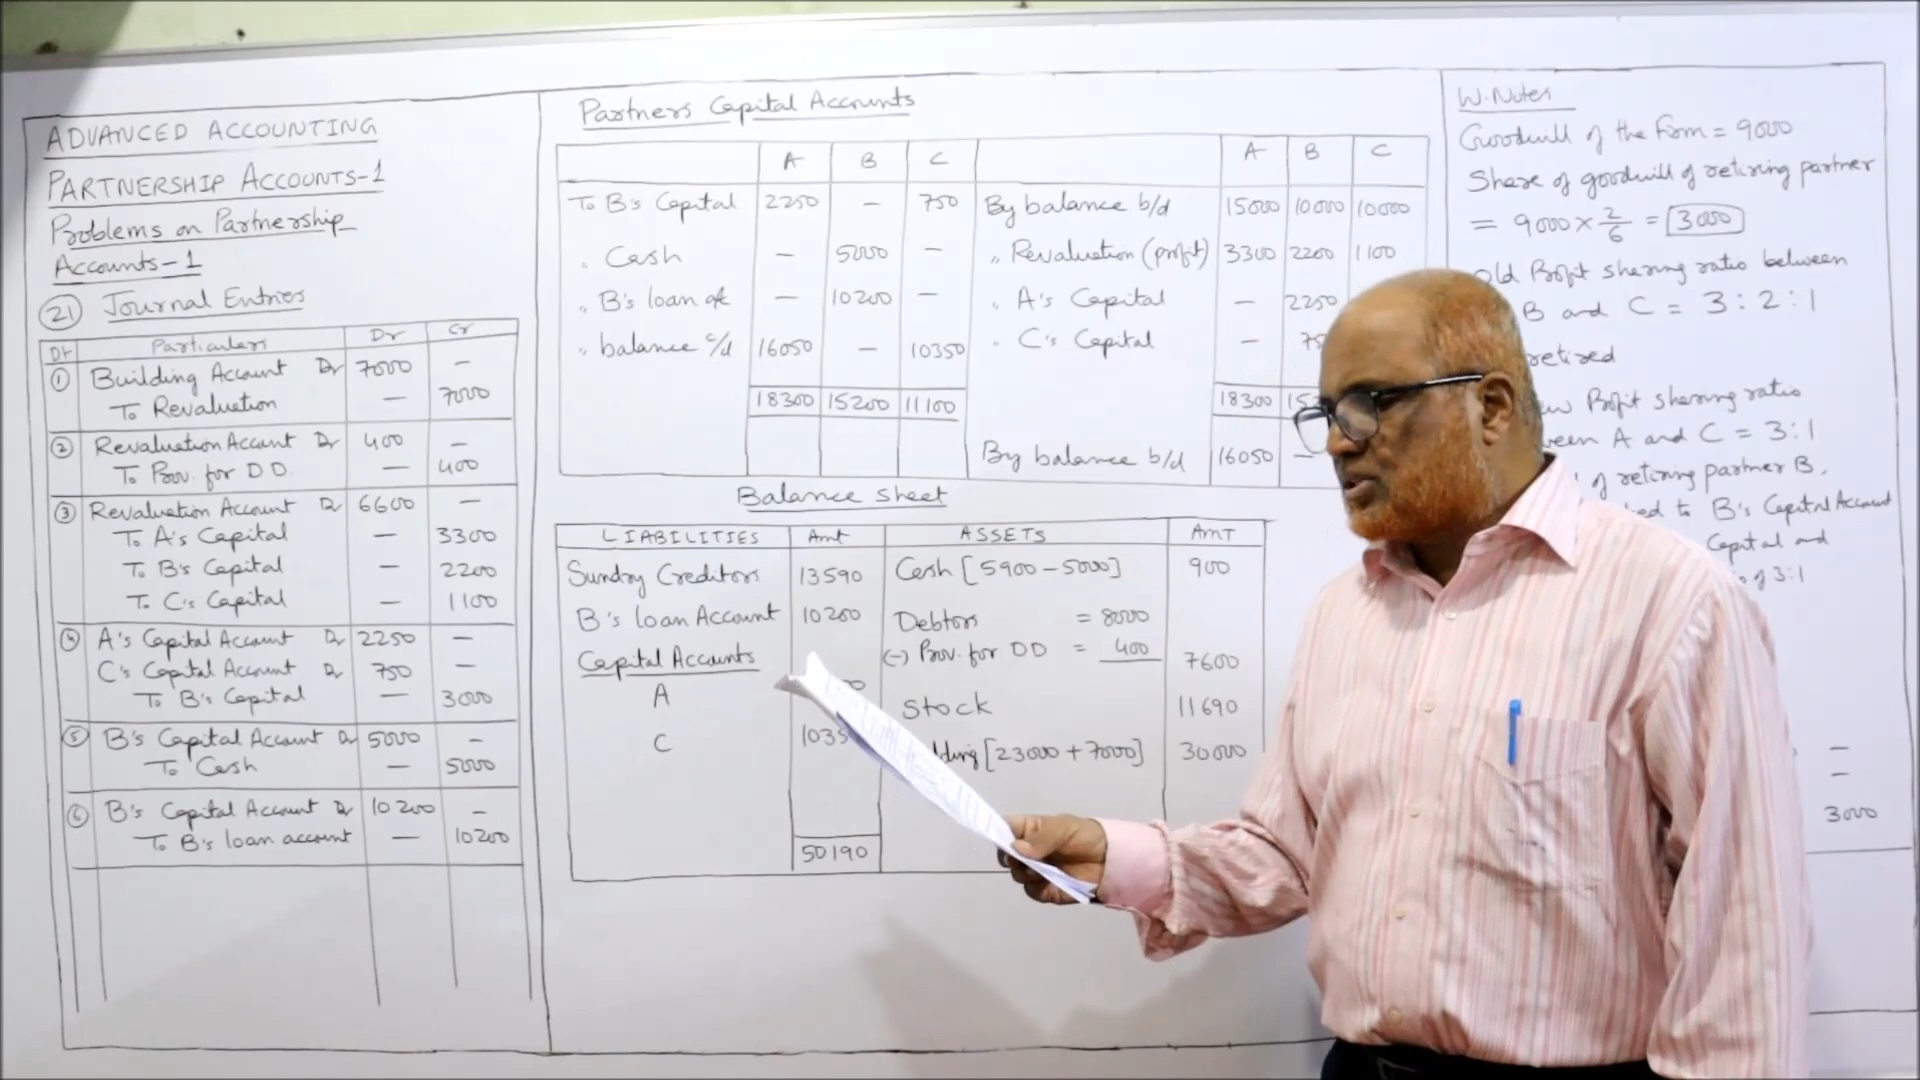 ADVANCED ACCOUNTING
PARTNERSHIP ACCOUNTS-1
Problems on Partnership
Accounts-1
21 Journal Entries
Dt Particulars Dr Cr
① Building Account Dr 7000 –
To Revaluation – 7000
② Revaluation Account Dr 400 –
To Prov. for DD – 400
③ Revaluation Account Dr 6600 –
To A's Capital – 3300
To B's Capital – 2200
To C's Capital – 1100
④ A's Capital Account Dr 2250 –
C's Capital Account Dr 750 –
To B's Capital – 3000
⑤ B's Capital Account Dr 5000 –
To Cash – 5000
⑥ B's Capital Account Dr 10200 –
To B's loan account – 10200
Partners Capital Accounts
A B C A B C
To B's Capital 2250 – 750 By balance b/d 15000 10000 10000
" Cash – 5000 – " Revaluation (profit) 3300 2200 1100
" B's loan a/c – 10200 – " A's Capital – 2250
" balance c/d 16050 – 10350 " C's Capital –
18300 15200 11100 18300
By balance b/d 16050 –
Balance sheet
LIABILITIES Amt ASSETS AMT
Sundry Creditors 13590 Cash [5900 – 5000] 900
B's loan Account 10200 Debtors = 8000
Capital Accounts (-) Prov. for DD = 400 7600
A Stock 11690
C [23000 + 7000] 30000
50190
W. Notes
Goodwill of the Firm = 9000
Share of goodwill of retiring partner
= 9000 × 2/6 = 3000
Old Profit sharing ratio between
B and C = 3 : 2 : 1
retired
Profit sharing ratio
A and C = 3 : 1
of retiring partner B.
to B's Capital Account
Capital and
of 3:1
–
–
3000